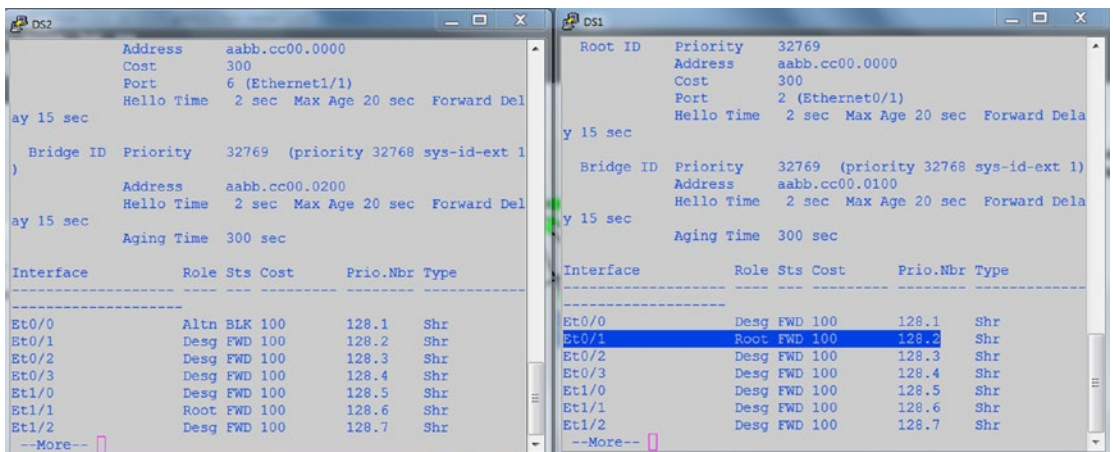 DS2
Address aabb.cc00.0000
Cost 300
Port 6 (Ethernet1/1)
Hello Time 2 sec Max Age 20 sec Forward Del
ay 15 sec
Bridge ID Priority 32769 (priority 32768 sys-id-ext 1
)
Address aabb.cc00.0200
Hello Time 2 sec Max Age 20 sec Forward Del
ay 15 sec
Aging Time 300 sec
Interface Role Sts Cost Prio.Nbr Type
------------------- ---- --- --------- -------- ------------
--------------------
Et0/0 Altn BLK 100 128.1 Shr
Et0/1 Desg FWD 100 128.2 Shr
Et0/2 Desg FWD 100 128.3 Shr
Et0/3 Desg FWD 100 128.4 Shr
Et1/0 Desg FWD 100 128.5 Shr
Et1/1 Root FWD 100 128.6 Shr
Et1/2 Desg FWD 100 128.7 Shr
--More--
DS1
Root ID Priority 32769
Address aabb.cc00.0000
Cost 300
Port 2 (Ethernet0/1)
Hello Time 2 sec Max Age 20 sec Forward Dela
y 15 sec
Bridge ID Priority 32769 (priority 32768 sys-id-ext 1)
Address aabb.cc00.0100
Hello Time 2 sec Max Age 20 sec Forward Dela
y 15 sec
Aging Time 300 sec
Interface Role Sts Cost Prio.Nbr Type
------------------- ---- --- --------- -------- -------------
-------------------
Et0/0 Desg FWD 100 128.1 Shr
Et0/1 Root FWD 100 128.2 Shr
Et0/2 Desg FWD 100 128.3 Shr
Et0/3 Desg FWD 100 128.4 Shr
Et1/0 Desg FWD 100 128.5 Shr
Et1/1 Desg FWD 100 128.6 Shr
Et1/2 Desg FWD 100 128.7 Shr
--More--